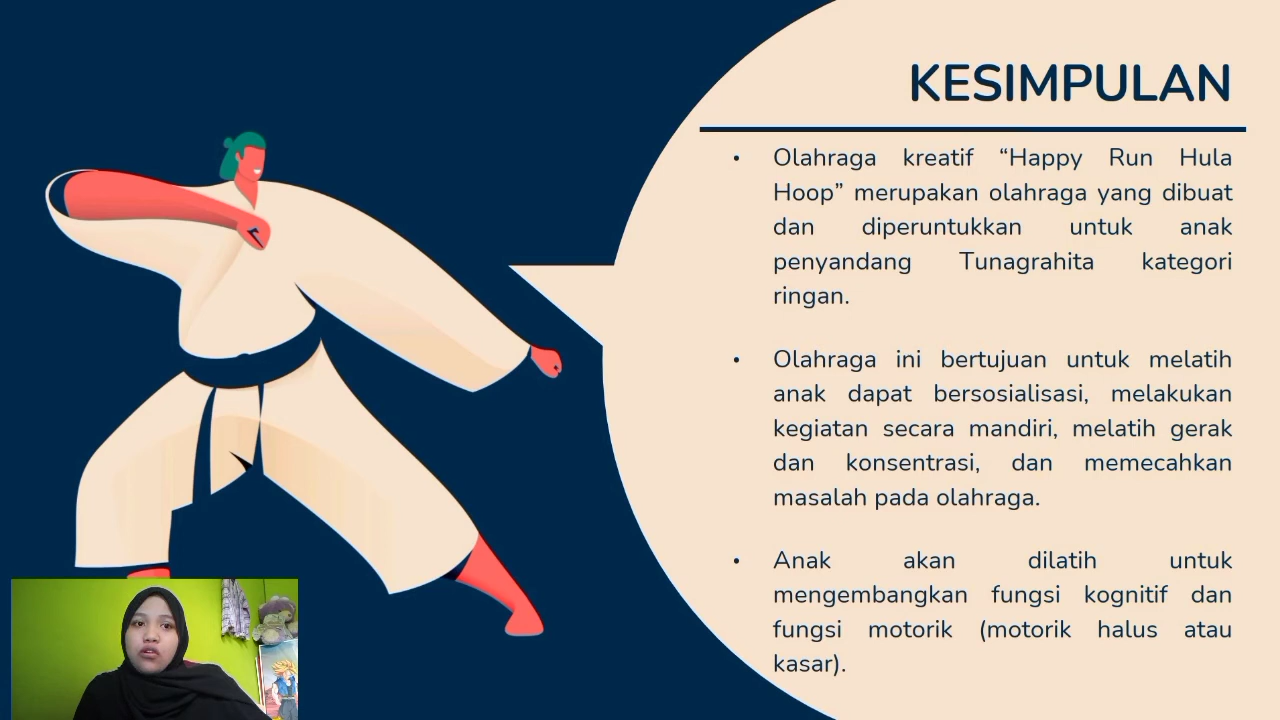 KESIMPULAN
• Olahraga kreatif “Happy Run Hula
Hoop” merupakan olahraga yang dibuat
dan diperuntukkan untuk anak
penyandang Tunagrahita kategori
ringan.
• Olahraga ini bertujuan untuk melatih
anak dapat bersosialisasi, melakukan
kegiatan secara mandiri, melatih gerak
dan konsentrasi, dan memecahkan
masalah pada olahraga.
• Anak akan dilatih untuk
mengembangkan fungsi kognitif dan
fungsi motorik (motorik halus atau
kasar).